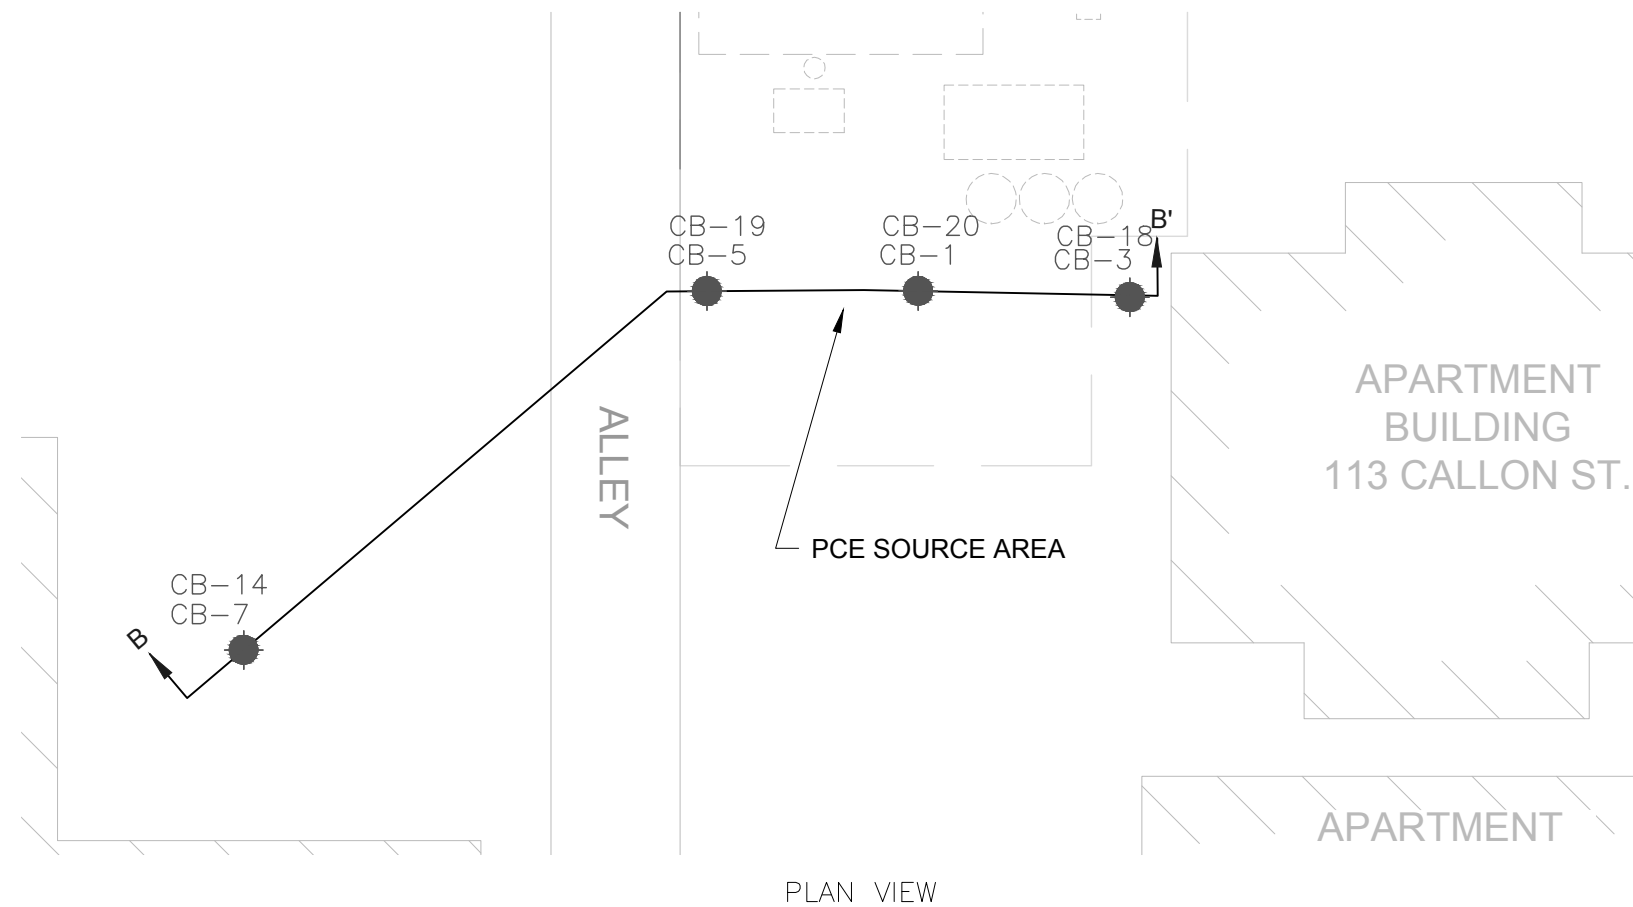 CB-19
CB-5
CB-20
CB-1
B'
CB-18
CB-3
APARTMENT
BUILDING
113 CALLON ST.
ALLEY
PCE SOURCE AREA
CB-14
CB-7
B
APARTMENT
PLAN VIEW